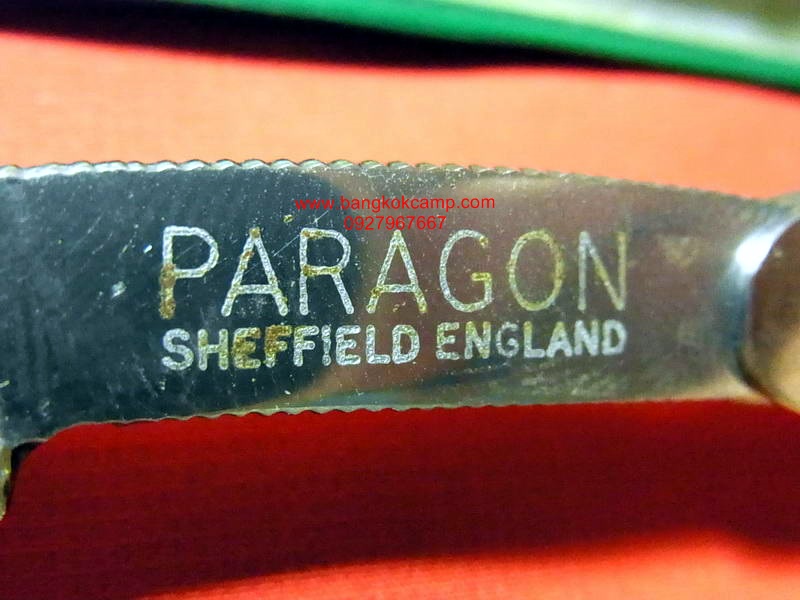 www.bangkokcamp.com
0927967667
PARAGON
SHEFFIELD ENGLAND